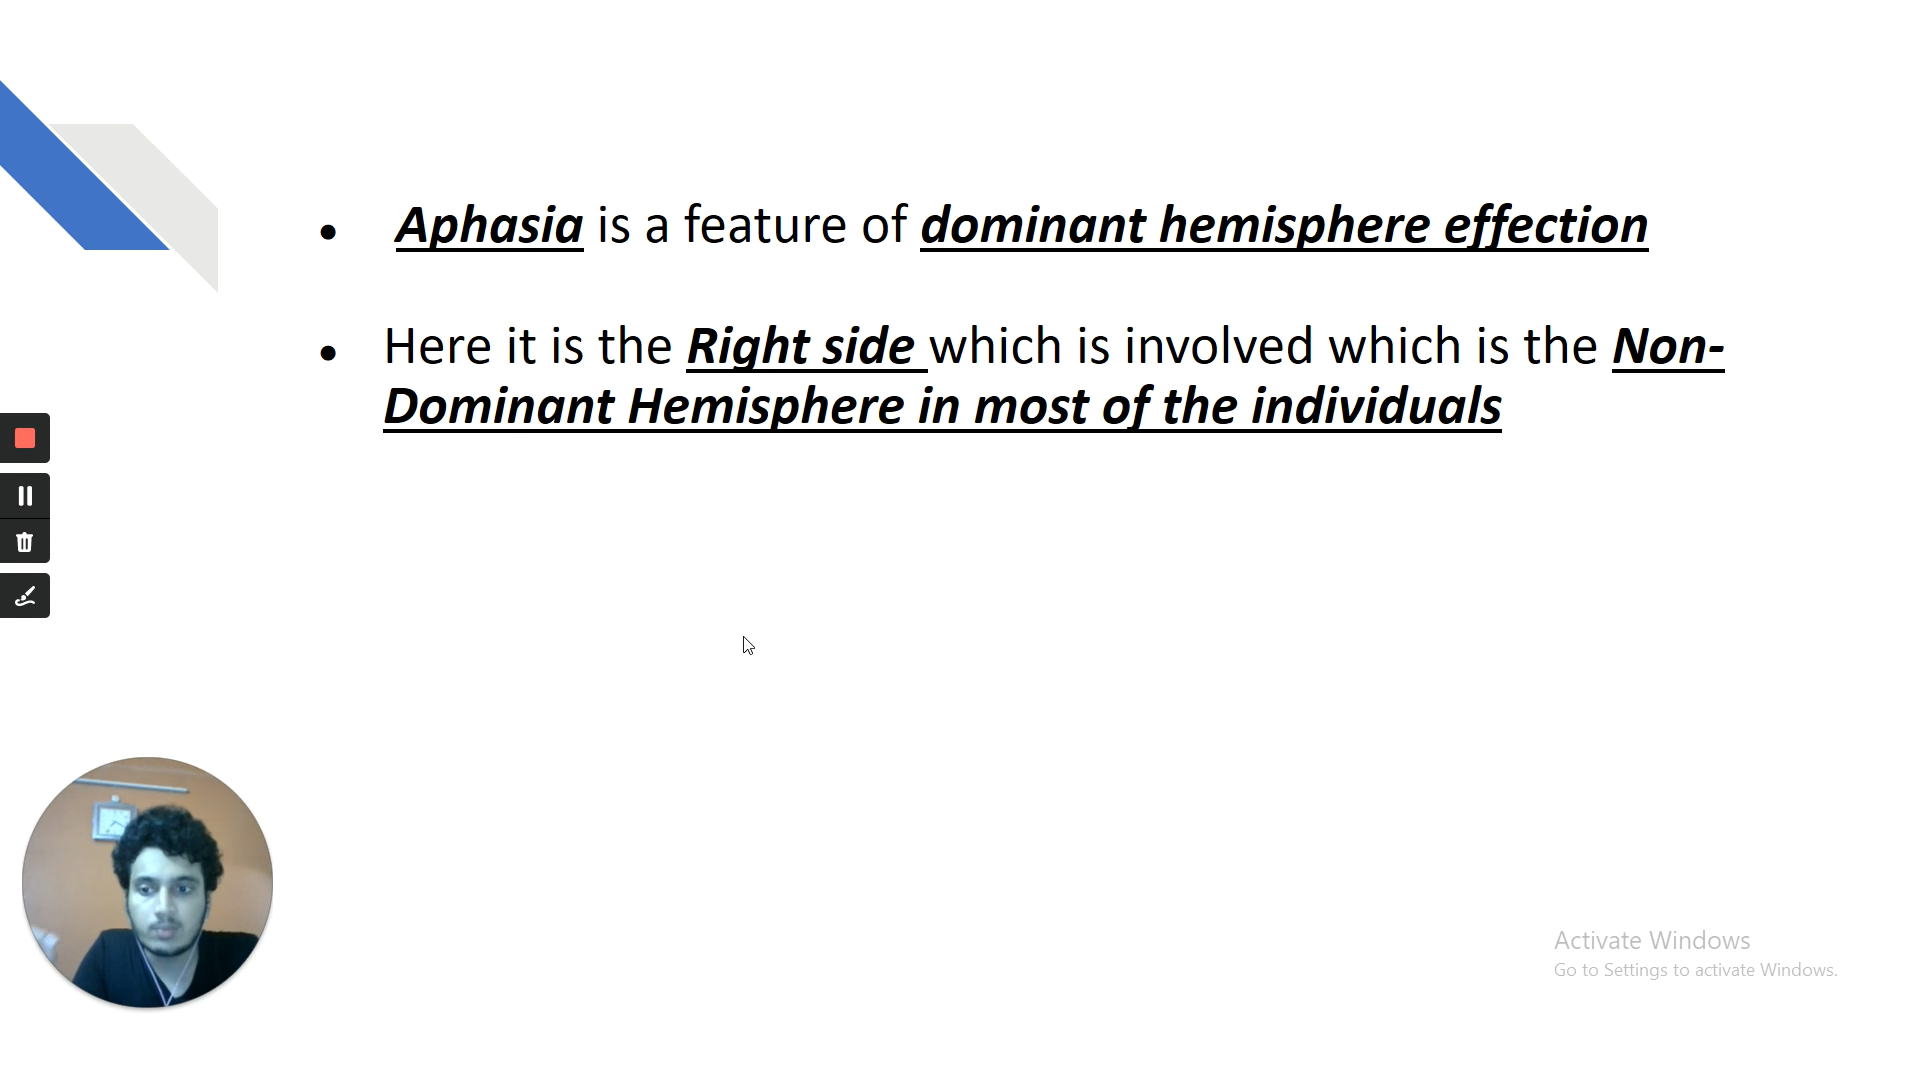 Aphasia is a feature of dominant hemisphere effection
Here it is the Right side which is involved which is the Non-
Dominant Hemisphere in most of the individuals
Activate Windows
Go to Settings to activate Windows.